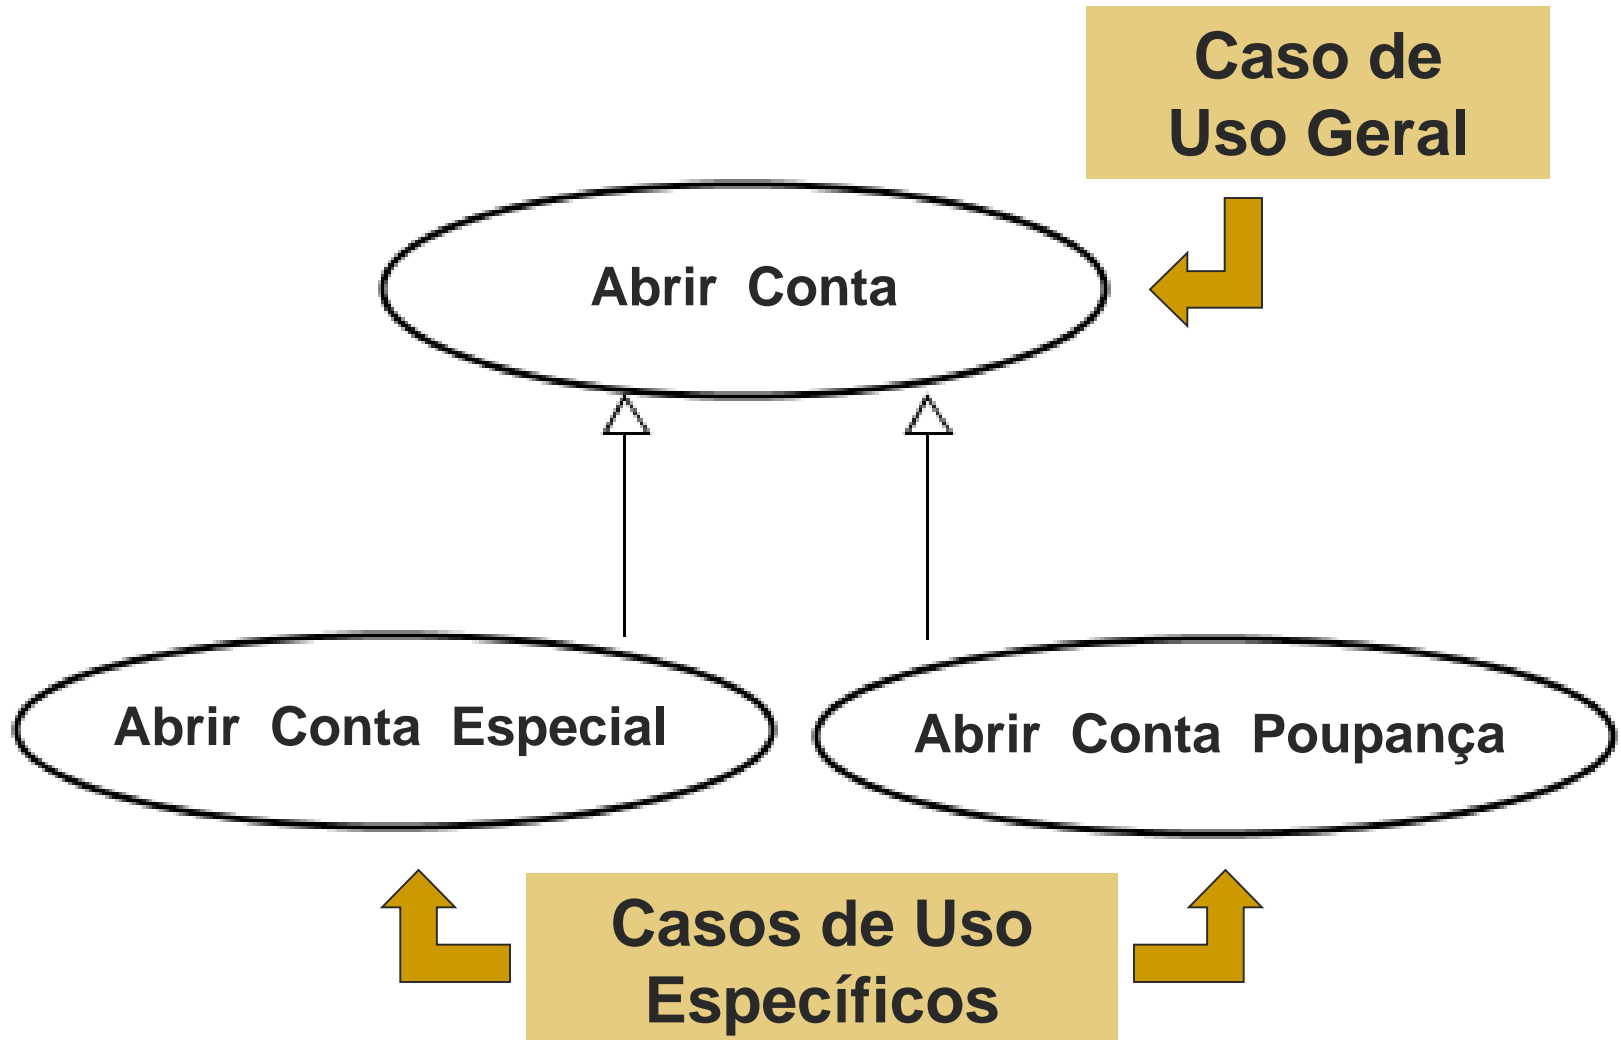 Caso de
Uso Geral
Abrir Conta
Abrir Conta Especial
Abrir Conta Poupança
Casos de Uso
Específicos